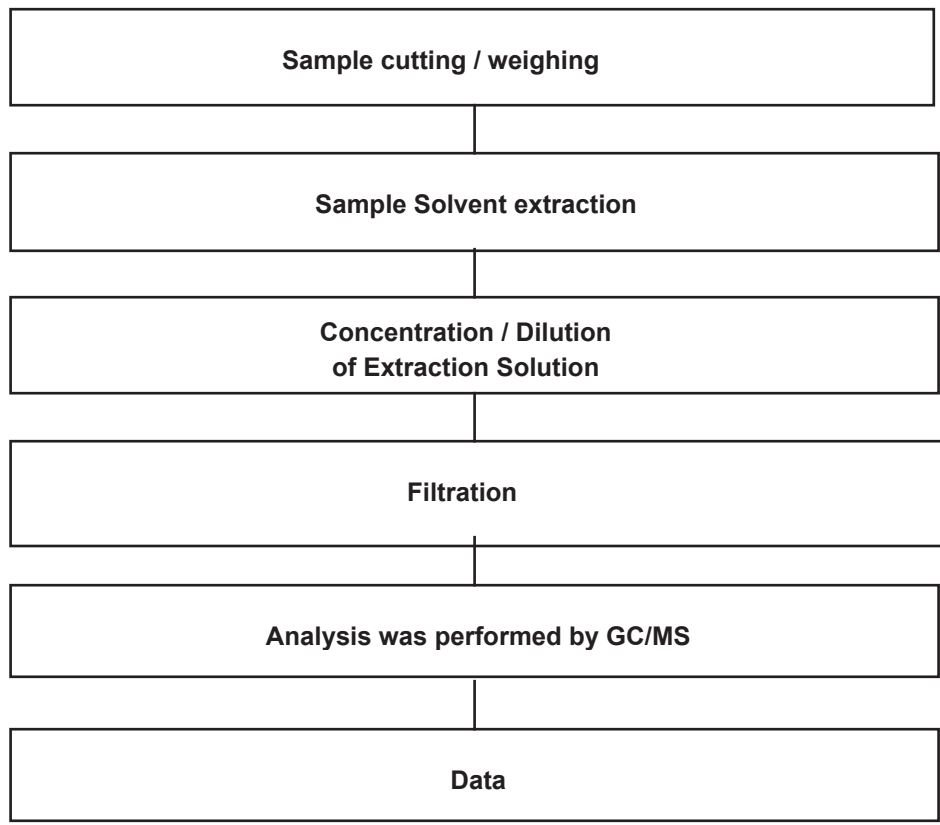 Sample cutting / weighing
Sample Solvent extraction
Concentration / Dilution
of Extraction Solution
Filtration
Analysis was performed by GC/MS
Data